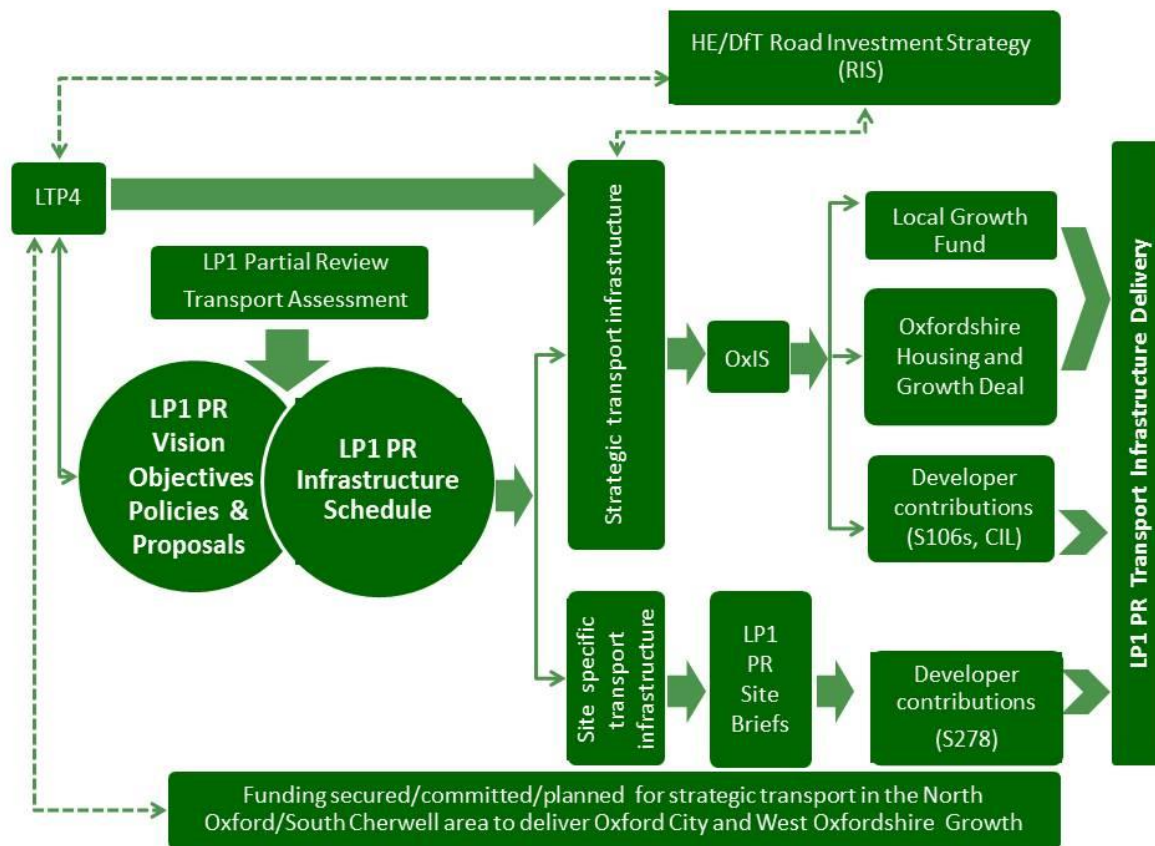 HE/DfT Road Investment Strategy
(RIS)
LTP4
LP1 Partial Review
Transport Assessment
LP1 PR
Vision
Objectives
Policies &
Proposals
LP1 PR
Infrastructure
Schedule
Strategic transport infrastructure
OxIS
Local Growth
Fund
Oxfordshire
Housing and
Growth Deal
Developer
contributions
(S106s, CIL)
Site specific
transport
infrastructure
LP1
PR
Site
Briefs
Developer
contributions
(S278)
LP1 PR Transport Infrastructure Delivery
Funding secured/committed/planned for strategic transport in the North
Oxford/South Cherwell area to deliver Oxford City and West Oxfordshire Growth